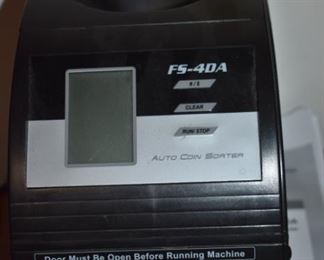 FS-4DA
# / $
CLEAR
RUN/ STOP
AUTO COIN SORTER
Door Must Be Open Before Running Machine